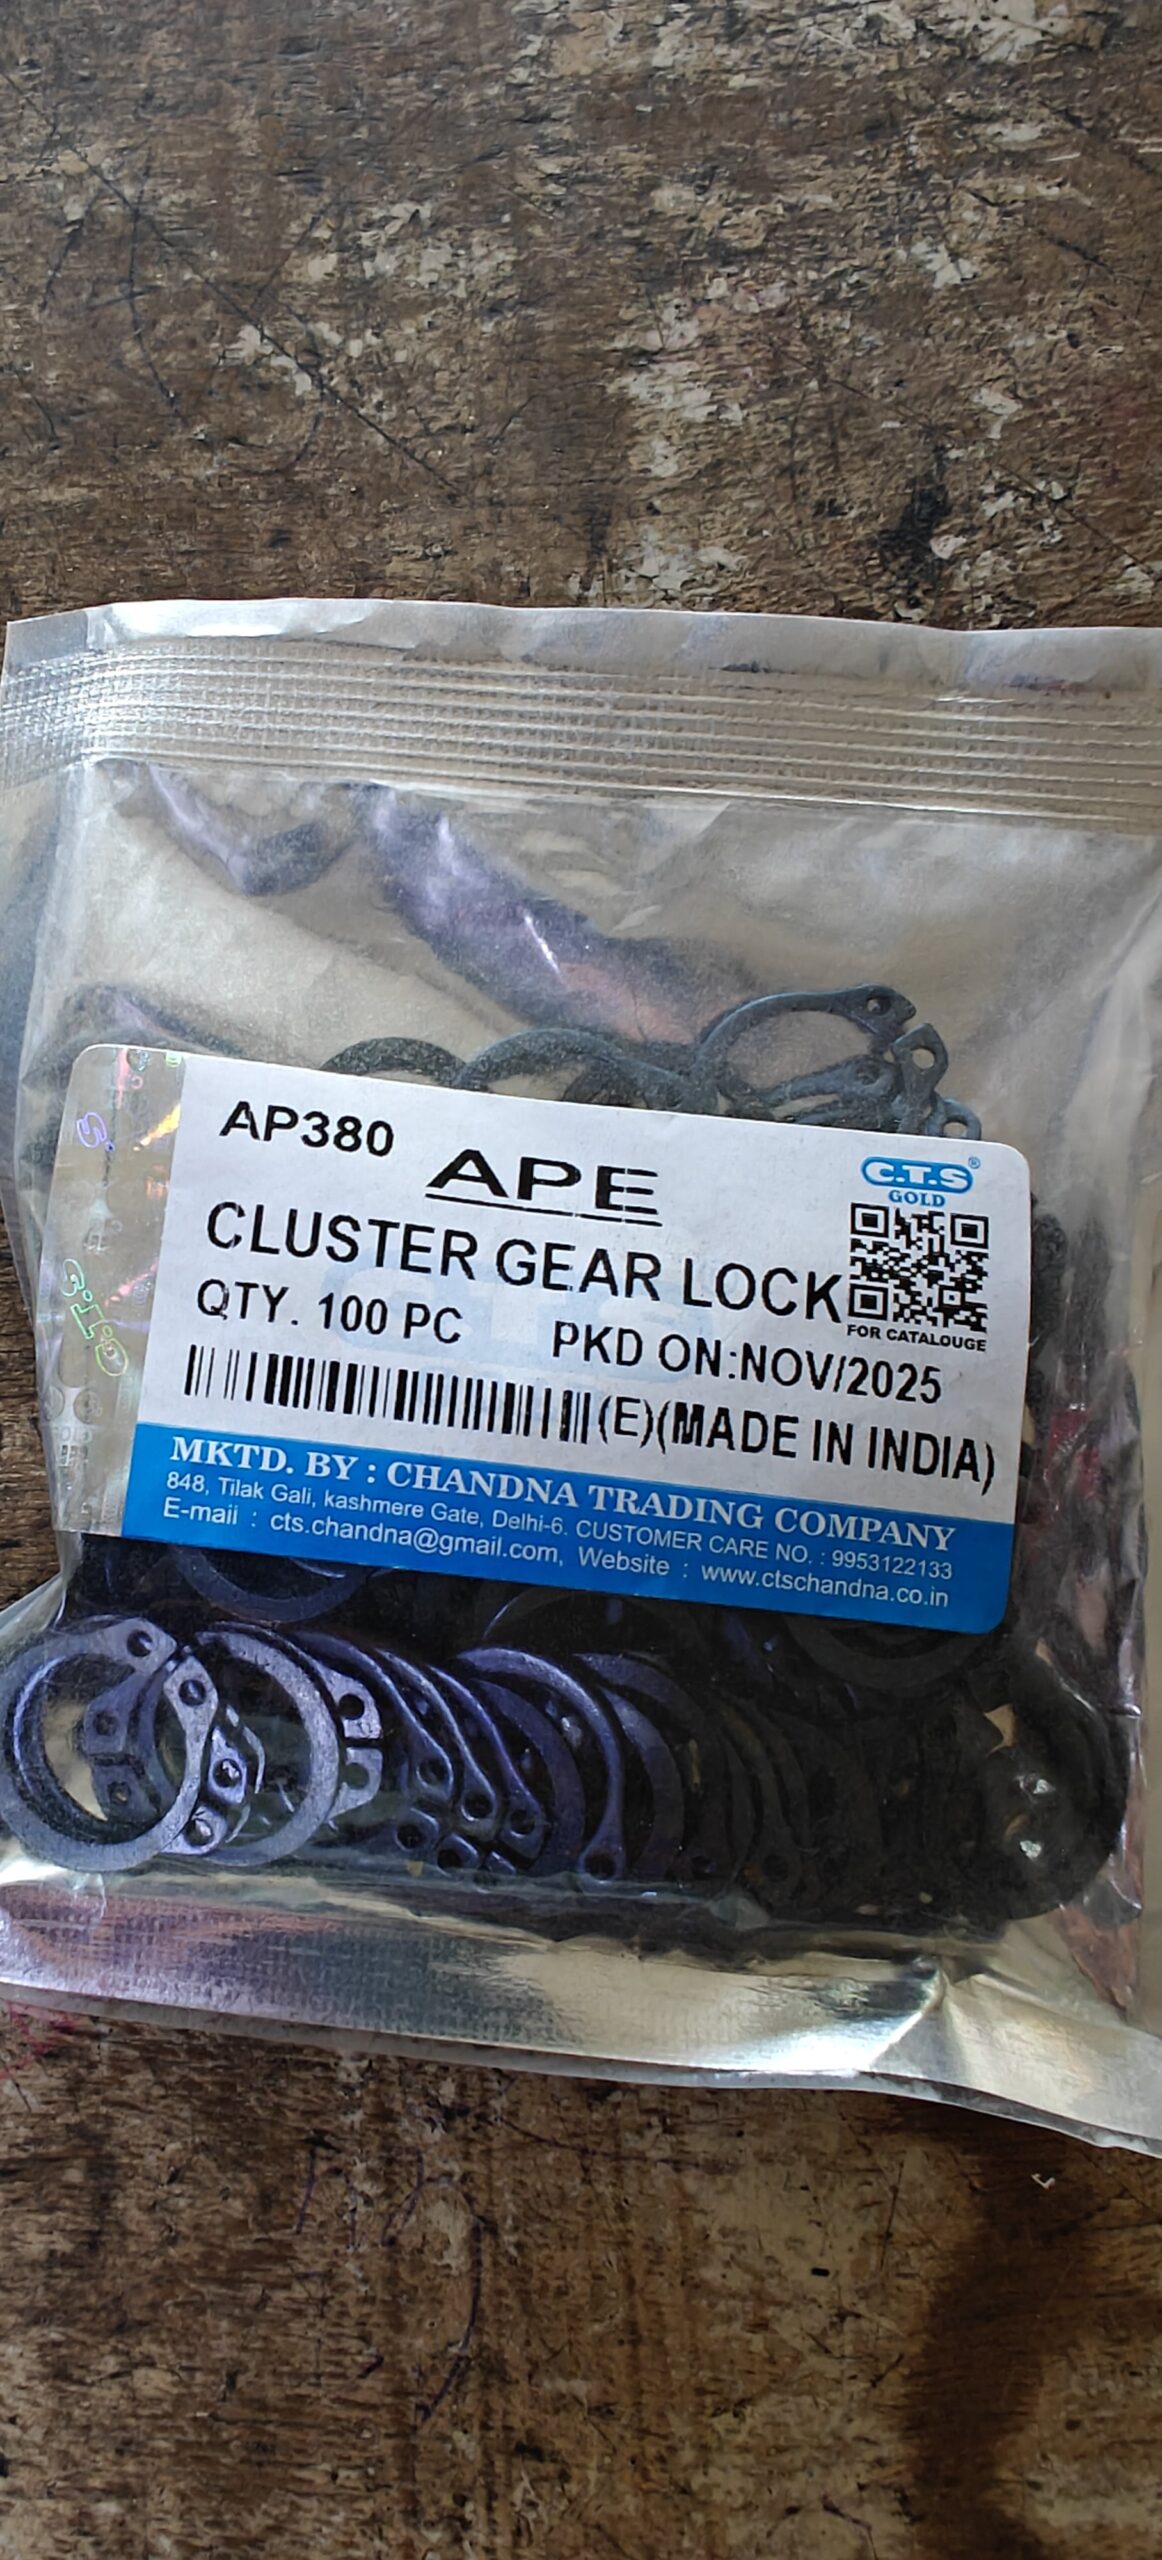 AP380
APE
C.T.S®
GOLD
CLUSTER GEAR LOCK
FOR CATALOUGE
QTY. 100 PC PKD ON:NOV/2025
(E)(MADE IN INDIA)
MKTD. BY : CHANDNA TRADING COMPANY
848, Tilak Gali, kashmere Gate, Delhi-6. CUSTOMER CARE NO. : 9953122133
E-maii : cts.chandna@gmail.com, Website : www.ctschandna.co.in